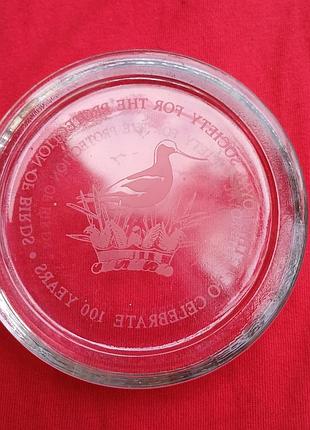 SOCIETY FOR THE PROTECTION OF BIRDS •
TO CELEBRATE 100 YEARS